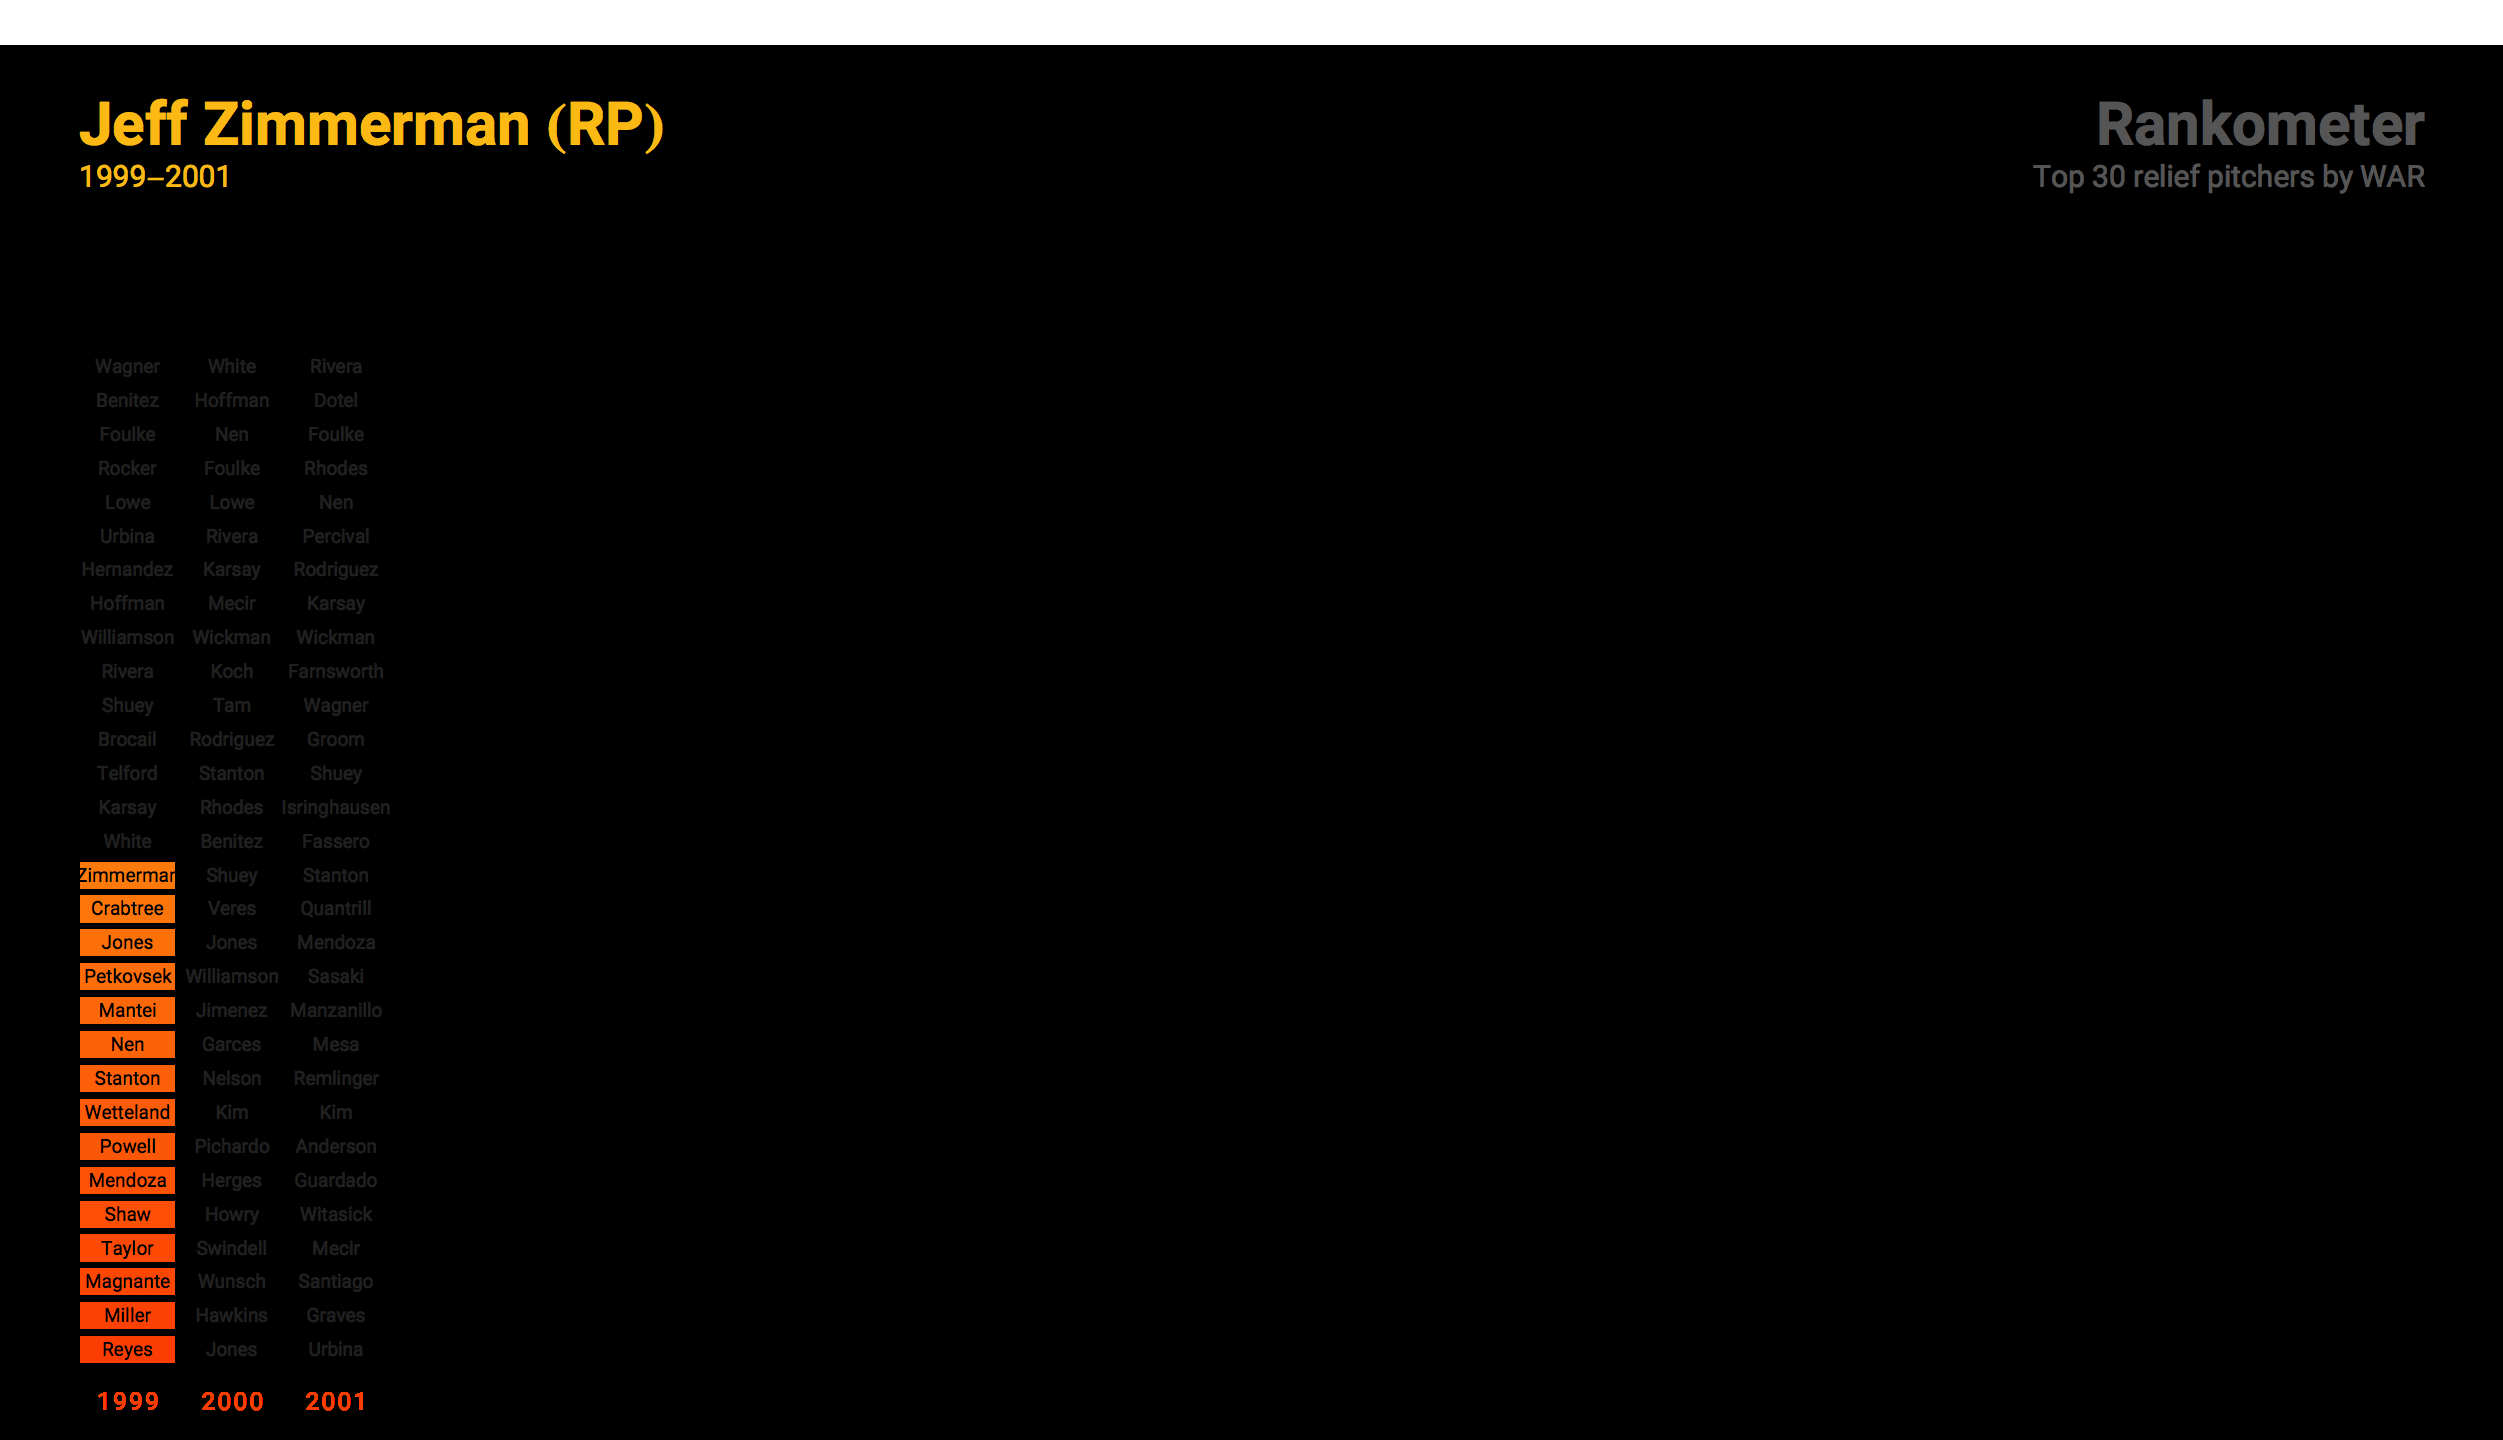 Jeff Zimmerman (RP)
1999–2001
Rankometer
Top 30 relief pitchers by WAR
Wagner White Rivera
Benitez Hoffman Dotel
Foulke Nen Foulke
Rocker Foulke Rhodes
Lowe Lowe Nen
Urbina Rivera Percival
Hernandez Karsay Rodriguez
Hoffman Mecir Karsay
Williamson Wickman Wickman
Rivera Koch Farnsworth
Shuey Tam Wagner
Brocail Rodriguez Groom
Telford Stanton Shuey
Karsay Rhodes Isringhausen
White Benitez Fassero
Zimmerman Shuey Stanton
Crabtree Veres Quantrill
Jones Jones Mendoza
Petkovsek Williamson Sasaki
Mantei Jimenez Manzanillo
Nen Garces Mesa
Stanton Nelson Remlinger
Wetteland Kim Kim
Powell Pichardo Anderson
Mendoza Herges Guardado
Shaw Howry Witasick
Taylor Swindell Mecir
Magnante Wunsch Santiago
Miller Hawkins Graves
Reyes Jones Urbina
1999 2000 2001